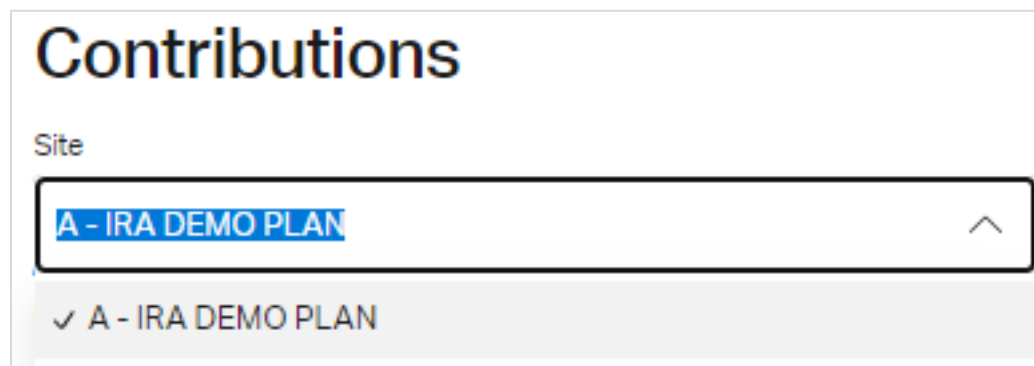 Contributions
Site
A - IRA DEMO PLAN
A - IRA DEMO PLAN